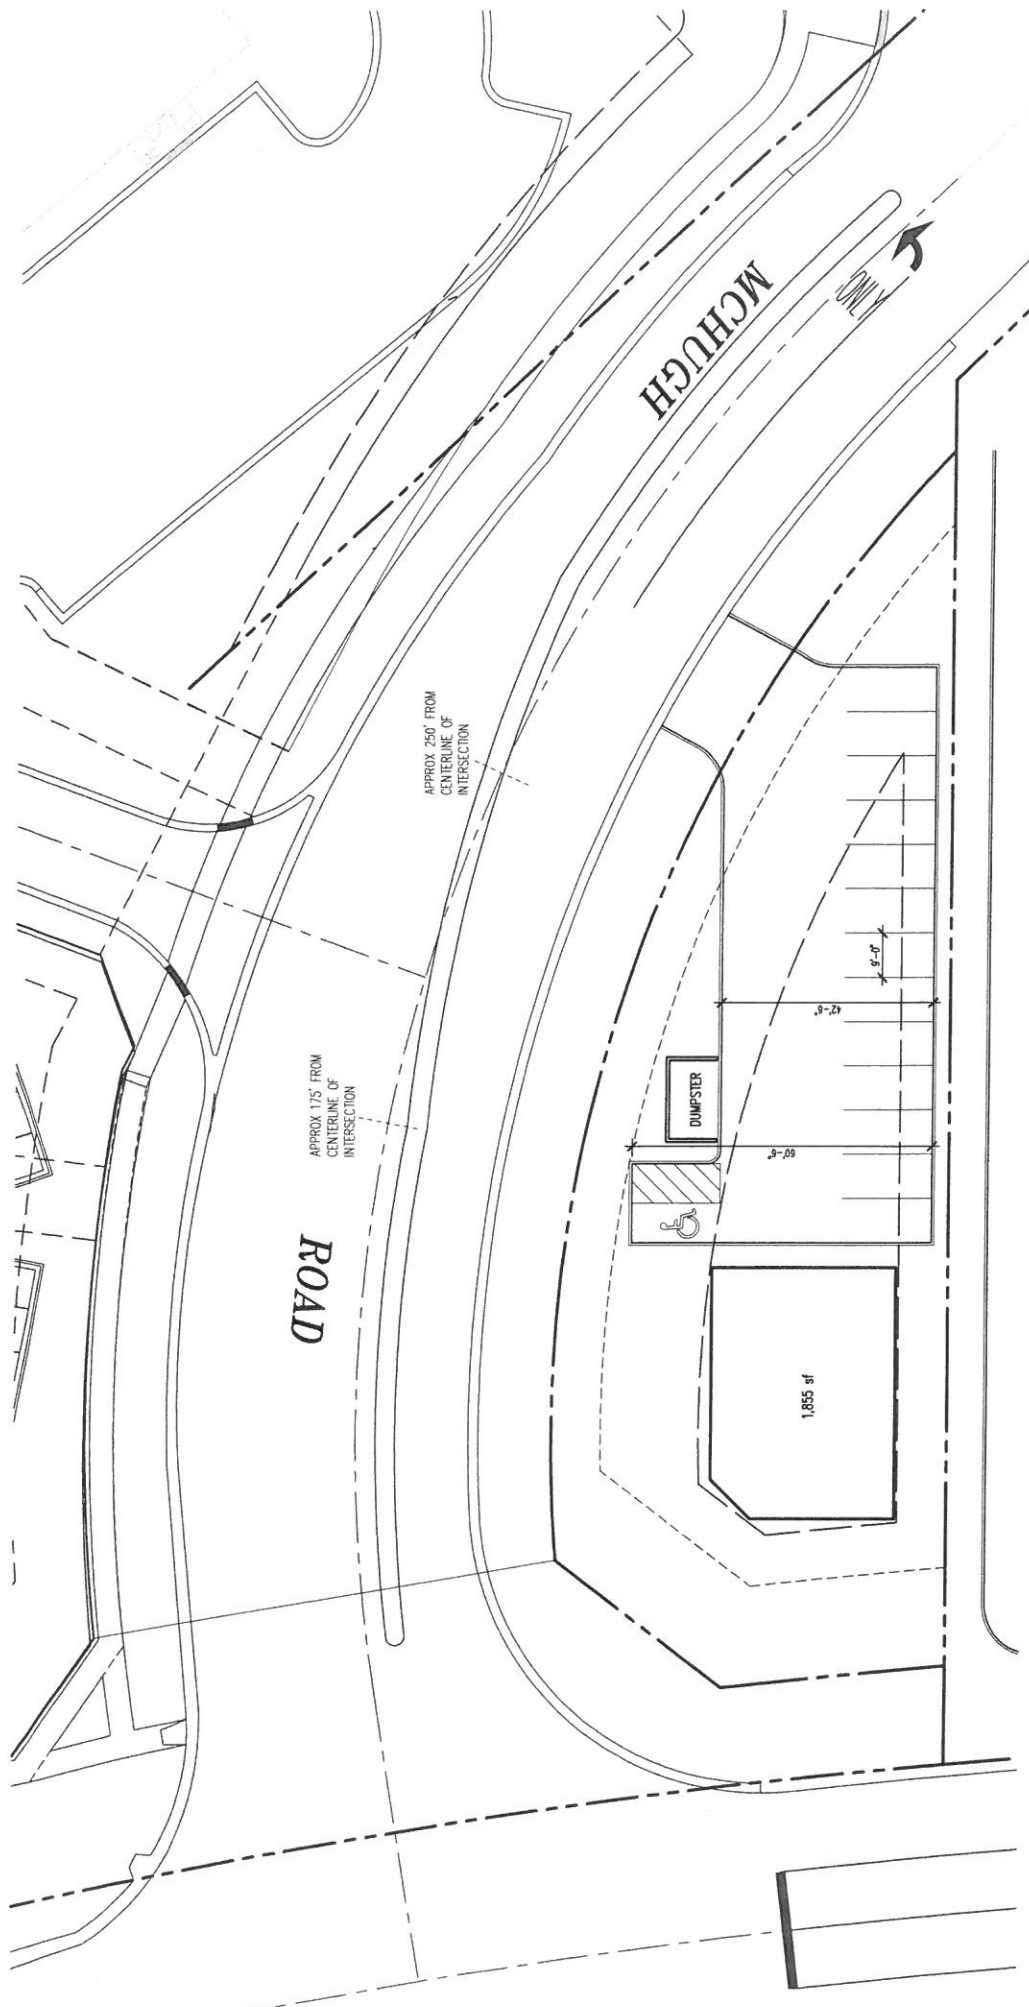 MCHUGH
ONLY
APPROX 250' FROM
CENTERLINE OF
INTERSECTION
9'-0"
42'-6"
APPROX 175' FROM
CENTERLINE OF
INTERSECTION
DUMPSTER
60'-6"
ROAD
1,855 sf